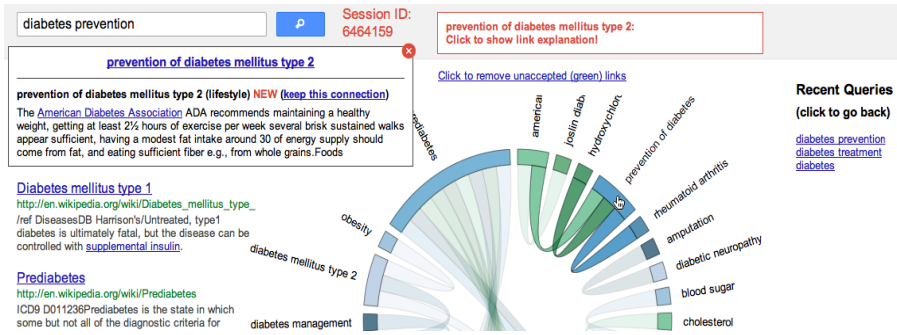 diabetes prevention
Session ID:
6464159
prevention of diabetes mellitus type 2:
Click to show link explanation!
prevention of diabetes mellitus type 2
prevention of diabetes mellitus type 2 (lifestyle) NEW (keep this connection)
The American Diabetes Association ADA recommends maintaining a healthy
weight, getting at least 2½ hours of exercise per week several brisk sustained walks
appear sufficient, having a modest fat intake around 30 of energy supply should
come from fat, and eating sufficient fiber e.g., from whole grains.Foods
Click to remove unaccepted (green) links
Recent Queries
(click to go back)
diabetes prevention
diabetes treatment
diabetes
Diabetes mellitus type 1
http://en.wikipedia.org/wiki/Diabetes_mellitus_type_
/ref DiseasesDB Harrison's/Untreated, type1
diabetes is ultimately fatal, but the disease can be
controlled with supplemental insulin.
Prediabetes
http://en.wikipedia.org/wiki/Prediabetes
ICD9 D011236Prediabetes is the state in which
some but not all of the diagnostic criteria for
diabetes management
diabetes mellitus type 2
obesity
american
joslin diab
hydroxychlor
prevention of diabetes
rheumatoid arthritis
amputation
diabetic neuropathy
blood sugar
cholesterol